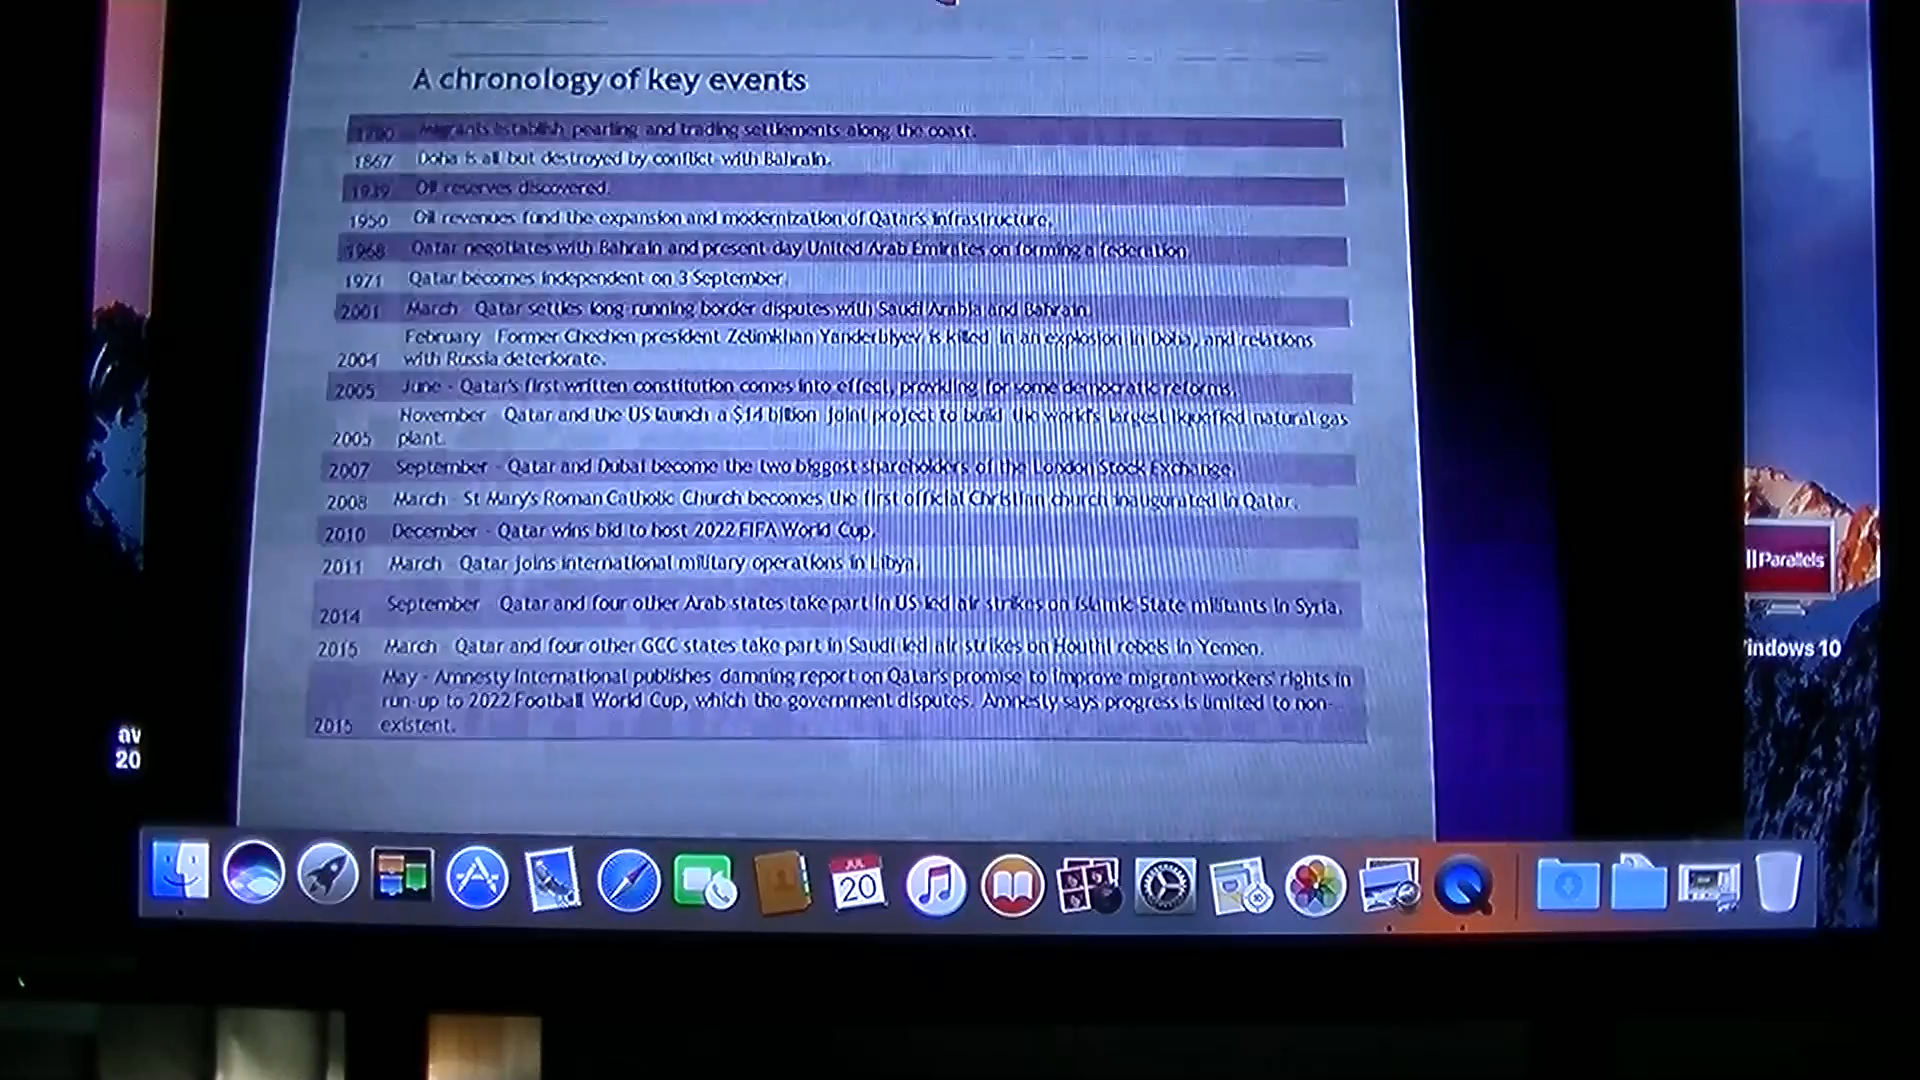 A chronology of key events
Migrants establish pearling and trading settlements along the coast.
1867 Doha is all but destroyed by conflict with Bahrain.
1939 Oil reserves discovered.
1950 Oil revenues fund the expansion and modernization of Qatar's infrastructure.
1968 Qatar negotiates with Bahrain and present-day United Arab Emirates on forming a federation.
1971 Qatar becomes independent on 3 September.
2001 March - Qatar settles long-running border disputes with Saudi Arabia and Bahrain.
February - Former Chechen president Zelimkhan Yanderbiyev is killed in an explosion in Doha, and relations
2004 with Russia deteriorate.
2005 June - Qatar's first written constitution comes into effect, providing for some democratic reforms.
November - Qatar and the US launch a $14 billion joint project to build the world's largest liquefied natural gas
2005 plant.
2007 September - Qatar and Dubai become the two biggest shareholders of the London Stock Exchange.
2008 March - St Mary's Roman Catholic Church becomes the first official Christian church inaugurated in Qatar.
2010 December - Qatar wins bid to host 2022 FIFA World Cup.
2011 March - Qatar joins international military operations in Libya.
2014 September - Qatar and four other Arab states take part in US led air strikes on Islamic State militants in Syria.
2015 March - Qatar and four other GCC states take part in Saudi led air strikes on Houthi rebels in Yemen.
May - Amnesty International publishes damning report on Qatar's promise to improve migrant workers' rights in
run-up to 2022 Football World Cup, which the government disputes. Amnesty says progress is limited to non-
2015 existent.
Parallels
indows 10
av
20
JUL
20